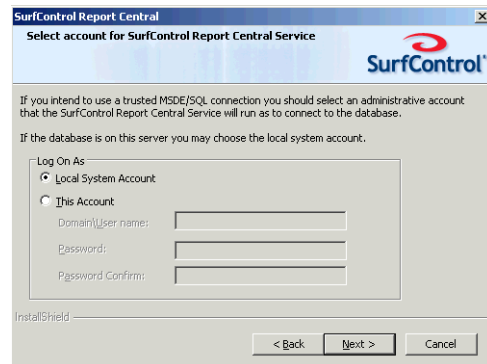 SurfControl Report Central
Select account for SurfControl Report Central Service
SurfControl
If you intend to use a trusted MSDE/SQL connection you should select an administrative account
that the SurfControl Report Central Service will run as to connect to the database.
If the database is on this server you may choose the local system account.
Log On As
Local System Account
This Account
Domain\User name:
Password:
Password Confirm:
InstallShield
< Back
Next >
Cancel